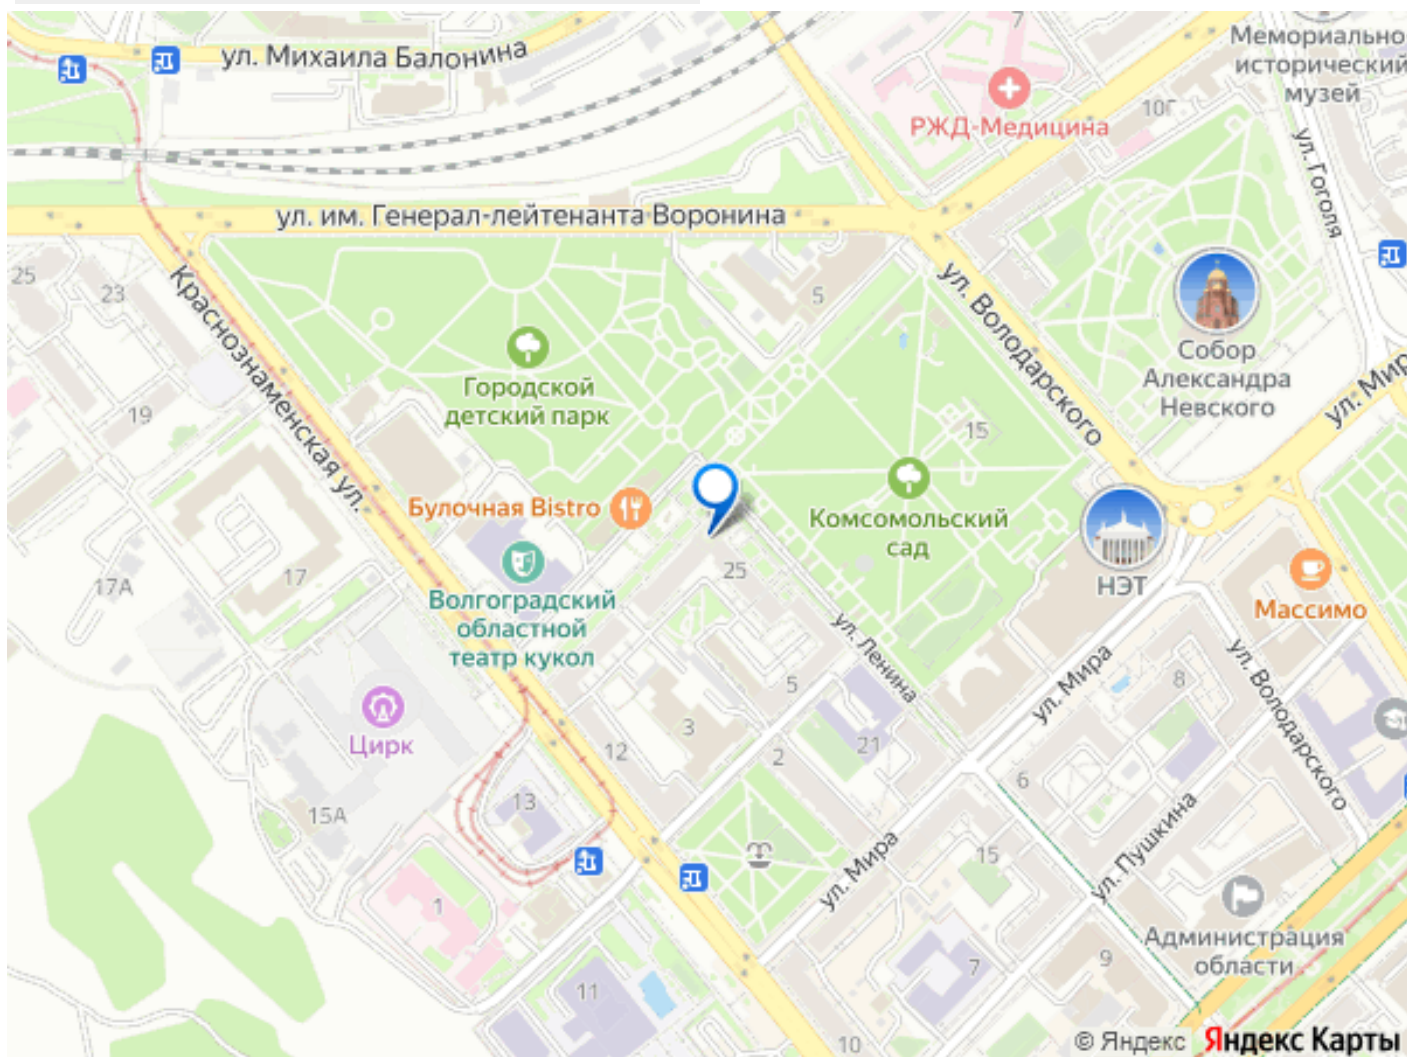 ул. Михаила Балонина
7
Мемориально-
исторический
музей
РЖД-Медицина
10Г
ул. Гоголя
ул. им. Генерал-лейтенанта Воронина
25
23
Краснознаменская ул.
5
ул. Володарского
Собор
Александра
Невского
ул. Мир
Городской
детский парк
19
15
Булочная Bistro
Комсомольский
сад
НЭТ
Массимо
17А
17
25
Волгоградский
областной
театр кукол
ул. Ленина
ул. Мира
ул. Володарского
5
8
Цирк
3
12
21
2
6
13
15А
ул. Мира
15
ул. Пушкина
1
Администрация
области
7
9
11
10
© Яндекс Яндекс Карты